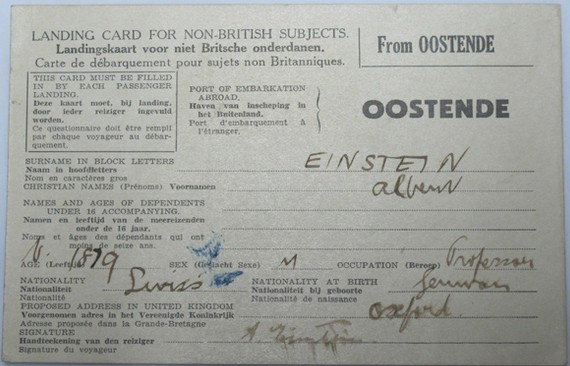 LANDING CARD FOR NON-BRITISH SUBJECTS.
Landingskaart voor niet Britsche onderdanen.
Carte de débarquement pour sujets non Britanniques.
From OOSTENDE
THIS CARD MUST BE FILLED
IN BY EACH PASSENGER
LANDING.
Deze kaart moet, bij landing,
door ieder reiziger ingevuld
worden.
Ce questionnaire doit être rempli
par chaque voyageur au débarquet.
PORT OF EMBARKATION
ABROAD.
Haven van inscheping in
het Buitenland.
Port d'embarquement à
l'étranger.
OOSTENDE
SURNAME IN BLOCK LETTERS
Naam in hoofdletters
Nom en caractères gros
EINSTEIN
CHRISTIAN NAMES (Prénoms) Voornamen
Albert
NAMES AND AGES OF DEPENDENTS
UNDER 16 ACCOMPANYING.
Namen en leeftijd van de meereizenden
onder de 16 jaar.
Noms et âges des dépendants qui ont
moins de seize ans.
AGE (Leeftijd) 1879 SEX (Geslacht Sexe) M OCCUPATION (Beroep) Professor
NATIONALITY
Nationaliteit
Nationalité
Swiss
NATIONALITY AT BIRTH
Nationaliteit bij geboorte
Nationalité de naissance
German
PROPOSED ADDRESS IN UNITED KINGDOM
Voorgenomen adres in het Vereenigde Koninkrijk
Adresse proposée dans la Grande-Bretagne
Oxford
SIGNATURE
Handteekening van den reiziger
Signature du voyageur
A. Einstein.